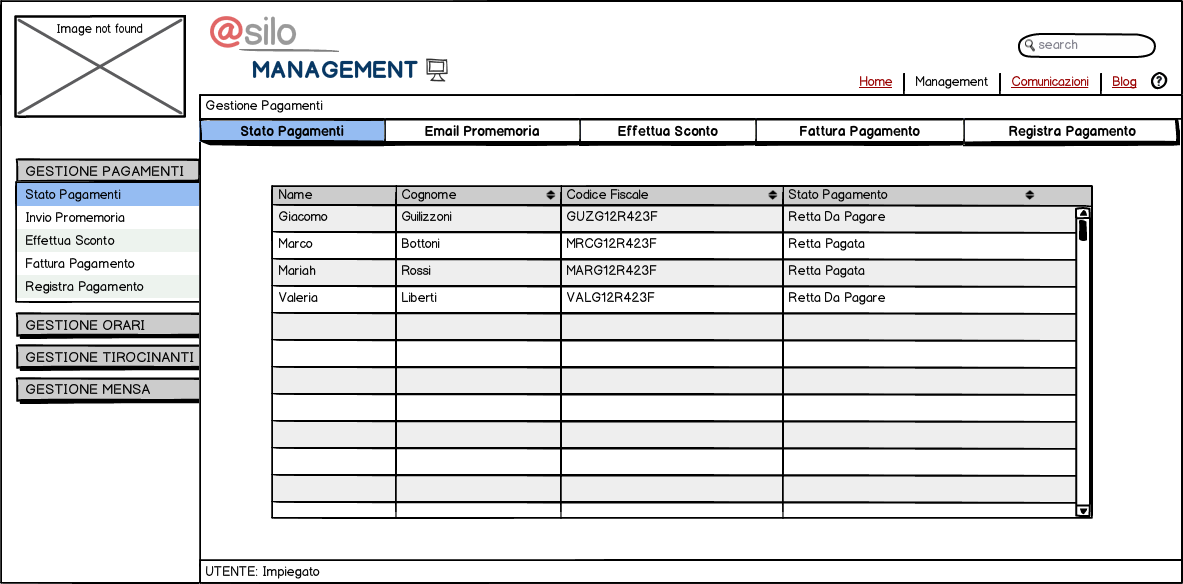 Image not found
@silo
MANAGEMENT
search
Home Management Comunicazioni Blog ?
Gestione Pagamenti
Stato Pagamenti Email Promemoria Effettua Sconto Fattura Pagamento Registra Pagamento
GESTIONE PAGAMENTI
Stato Pagamenti
Invio Promemoria
Effettua Sconto
Fattura Pagamento
Registra Pagamento
GESTIONE ORARI
GESTIONE TIROCINANTI
GESTIONE MENSA
Name Cognome Codice Fiscale Stato Pagamento
Giacomo Guilizzoni GUZG12R423F Retta Da Pagare
Marco Bottoni MRCG12R423F Retta Pagata
Mariah Rossi MARG12R423F Retta Pagata
Valeria Liberti VALG12R423F Retta Da Pagare
UTENTE: Impiegato